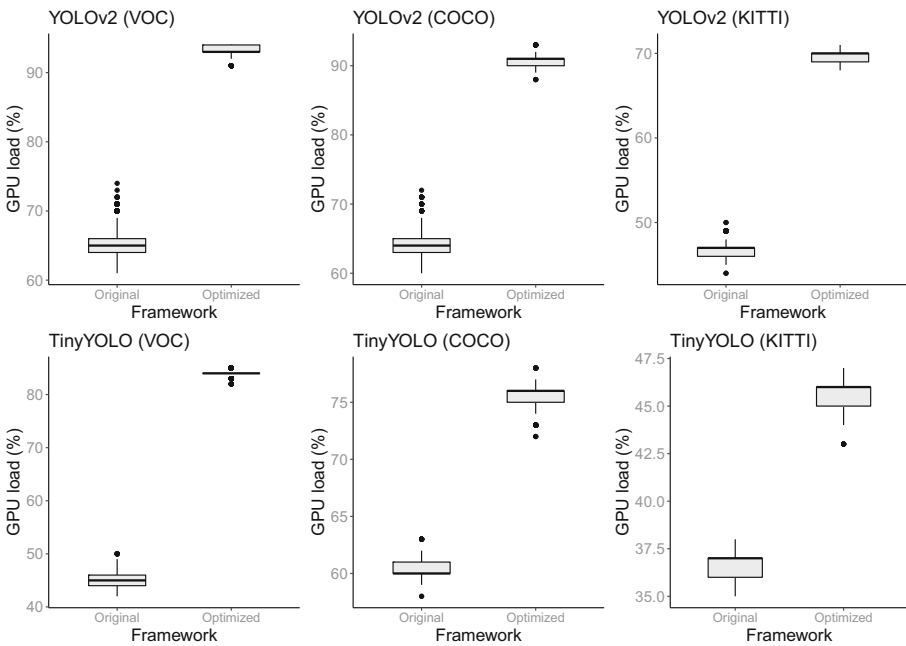 YOLOv2 (VOC)
GPU load (%)
90
80
70
60
Original
Optimized
Framework
YOLOv2 (COCO)
GPU load (%)
90
80
70
60
Original
Optimized
Framework
YOLOv2 (KITTI)
GPU load (%)
70
60
50
Original
Optimized
Framework
TinyYOLO (VOC)
GPU load (%)
80
70
60
50
40
Original
Optimized
Framework
TinyYOLO (COCO)
GPU load (%)
75
70
65
60
Original
Optimized
Framework
TinyYOLO (KITTI)
GPU load (%)
47.5
45.0
42.5
40.0
37.5
35.0
Original
Optimized
Framework